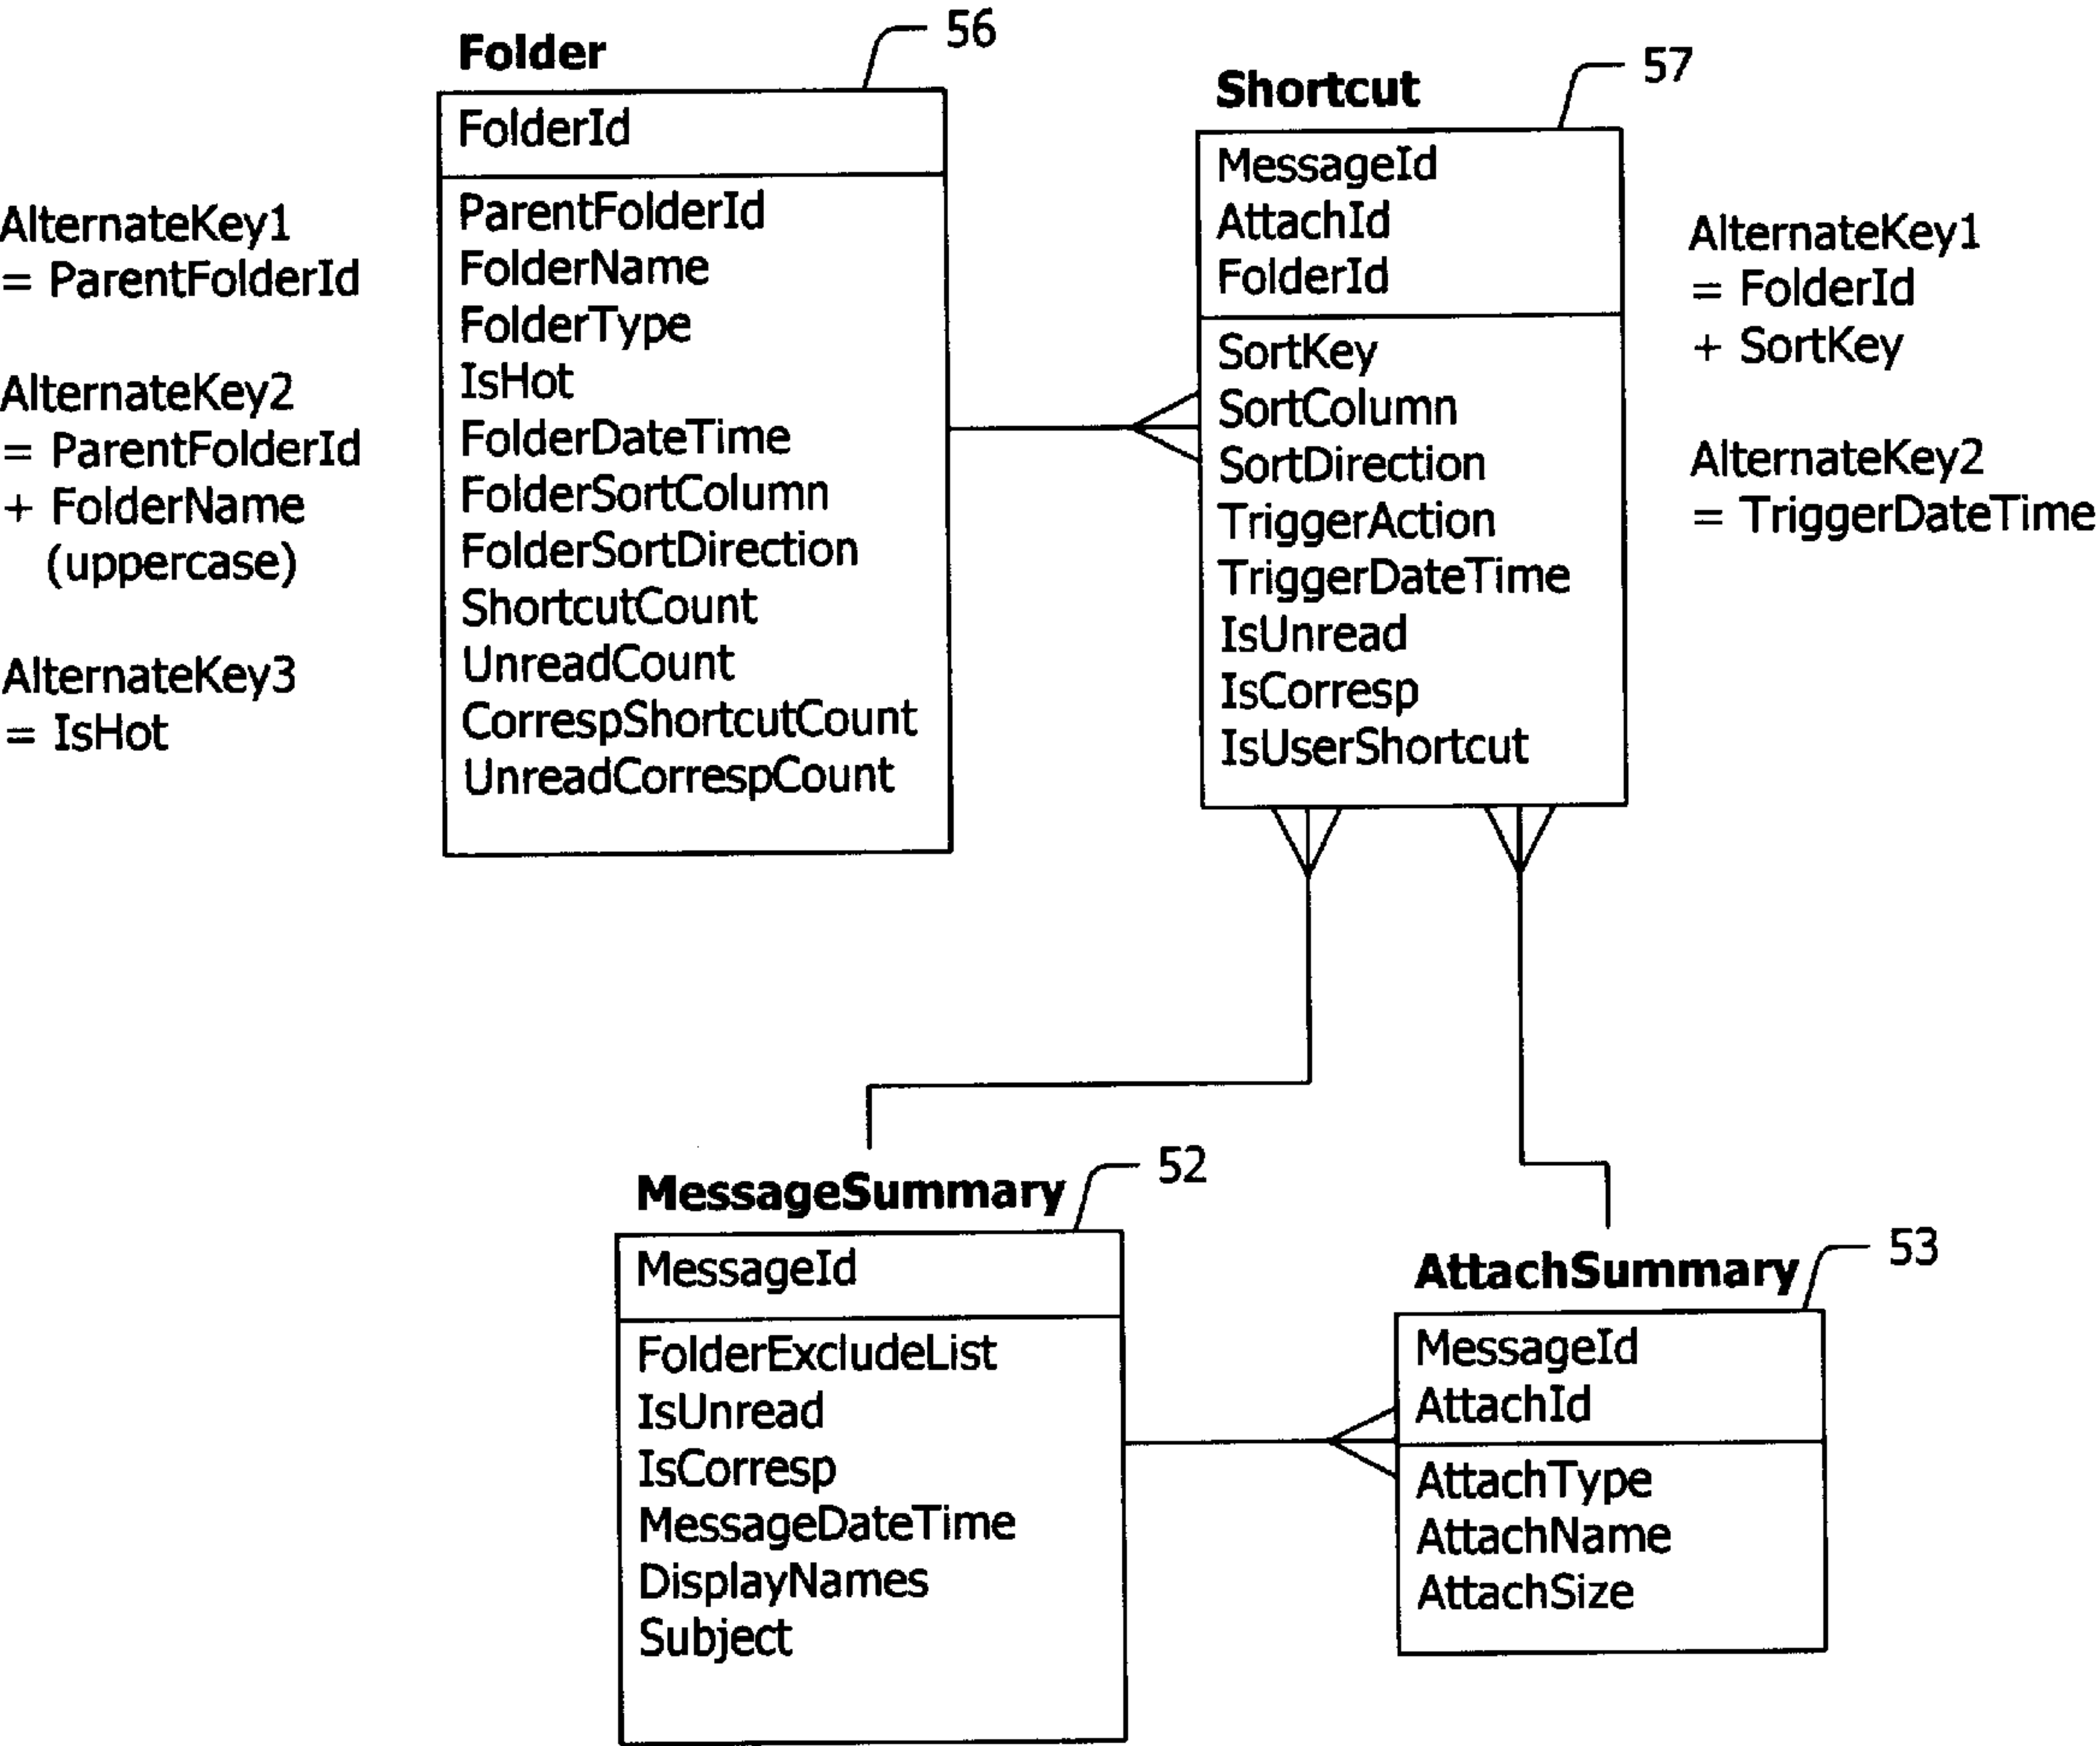 56
Folder
FolderId
ParentFolderId
FolderName
FolderType
IsHot
FolderDateTime
FolderSortColumn
FolderSortDirection
ShortcutCount
UnreadCount
CorrespShortcutCount
UnreadCorrespCount
AlternateKey1
= ParentFolderId
AlternateKey2
= ParentFolderId
+ FolderName
(uppercase)
AlternateKey3
= IsHot
57
Shortcut
MessageId
AttachId
FolderId
SortKey
SortColumn
SortDirection
TriggerAction
TriggerDateTime
IsUnread
IsCorresp
IsUserShortcut
AlternateKey1
= FolderId
+ SortKey
AlternateKey2
= TriggerDateTime
52
MessageSummary
MessageId
FolderExcludeList
IsUnread
IsCorresp
MessageDateTime
DisplayNames
Subject
53
AttachSummary
MessageId
AttachId
AttachType
AttachName
AttachSize